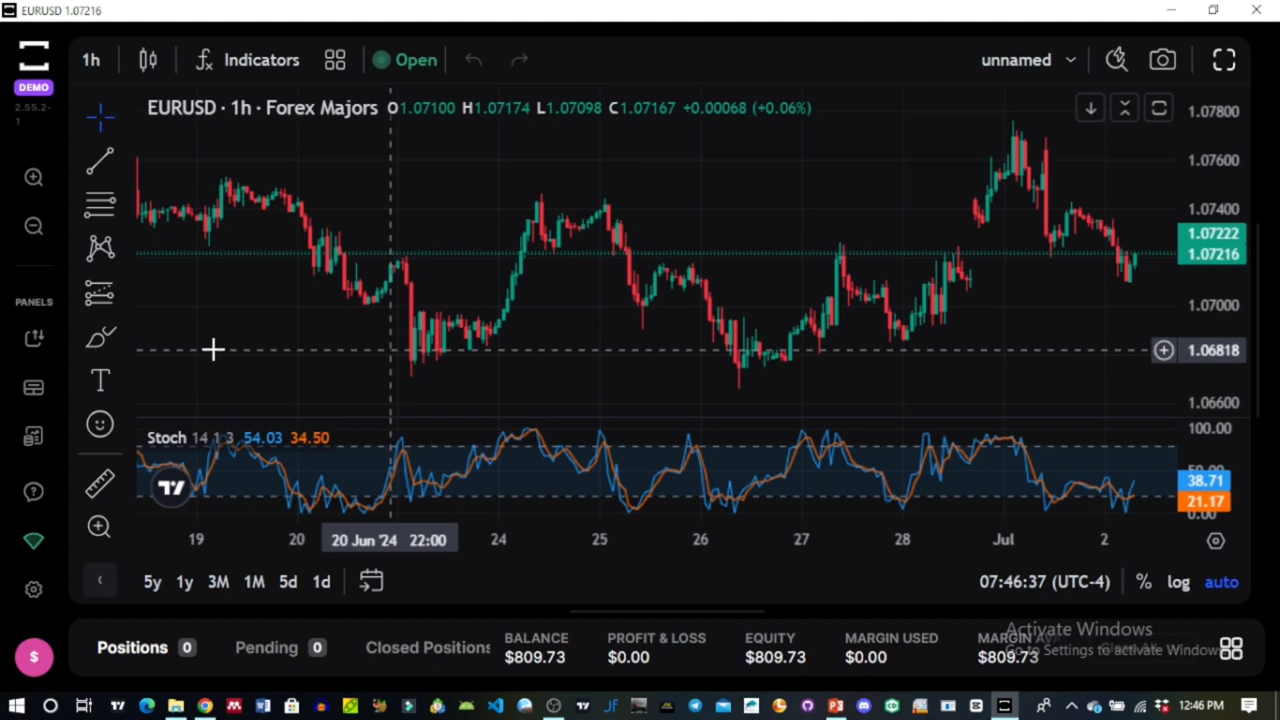 EURUSD 1.07216
DEMO
2.55.2-
1
1h
Indicators
Open
unnamed
EURUSD · 1h · Forex Majors O1.07100 H1.07174 L1.07098 C1.07167 +0.00068 (+0.06%)
1.07800
1.07600
1.07400
1.07222
1.07216
1.07000
1.06818
1.06600
PANELS
Stoch 14 1 3 54.03 34.50
100.00
38.71
21.17
0.00
19
20
20 Jun '24 22:00
24
25
26
27
28
Jul
2
5y 1y 3M 1M 5d 1d
07:46:37 (UTC-4) % log auto
Positions 0
Pending 0
Closed Positions
BALANCE
$809.73
PROFIT & LOSS
$0.00
EQUITY
$809.73
MARGIN USED
$0.00
$809.73
Activate Windows
Go to Settings to activate Windows
$
12:46 PM